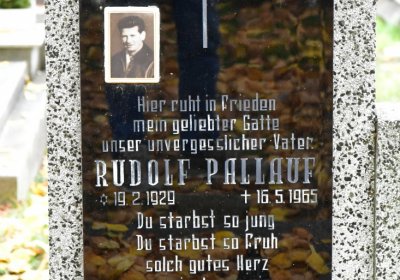 Hier ruht in Frieden
mein geliebter Gatte
unser unvergesslicher Vater
RUDOLF PALLAUF
☆ 19.2.1929 + 16.5.1965
Du starbst so jung
Du starbst so fruh
solch gutes Herz